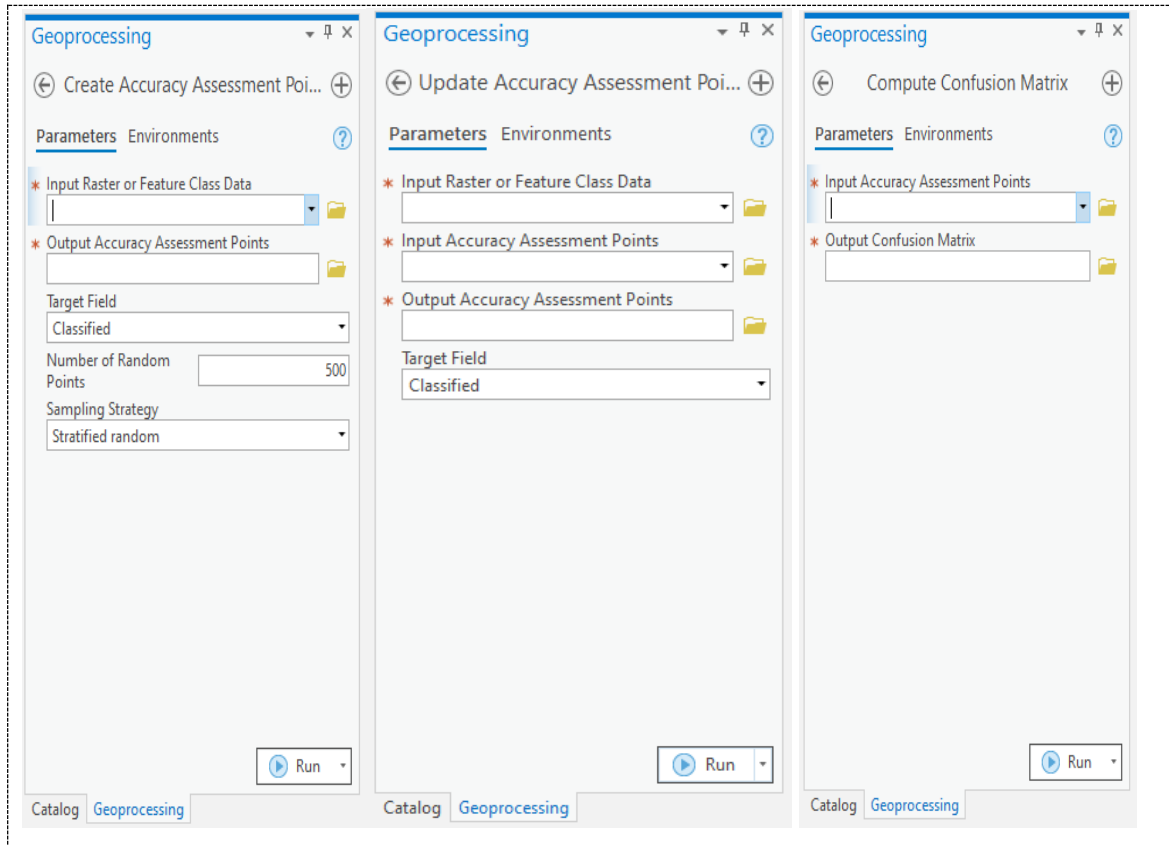 Geoprocessing
Create Accuracy Assessment Poi...
Parameters Environments
?
* Input Raster or Feature Class Data
* Output Accuracy Assessment Points
Target Field
Classified
Number of Random
Points
500
Sampling Strategy
Stratified random
Run
Catalog Geoprocessing
Geoprocessing
Update Accuracy Assessment Poi...
Parameters Environments
?
* Input Raster or Feature Class Data
* Input Accuracy Assessment Points
* Output Accuracy Assessment Points
Target Field
Classified
Run
Catalog Geoprocessing
Geoprocessing
Compute Confusion Matrix
Parameters Environments
?
* Input Accuracy Assessment Points
* Output Confusion Matrix
Run
Catalog Geoprocessing